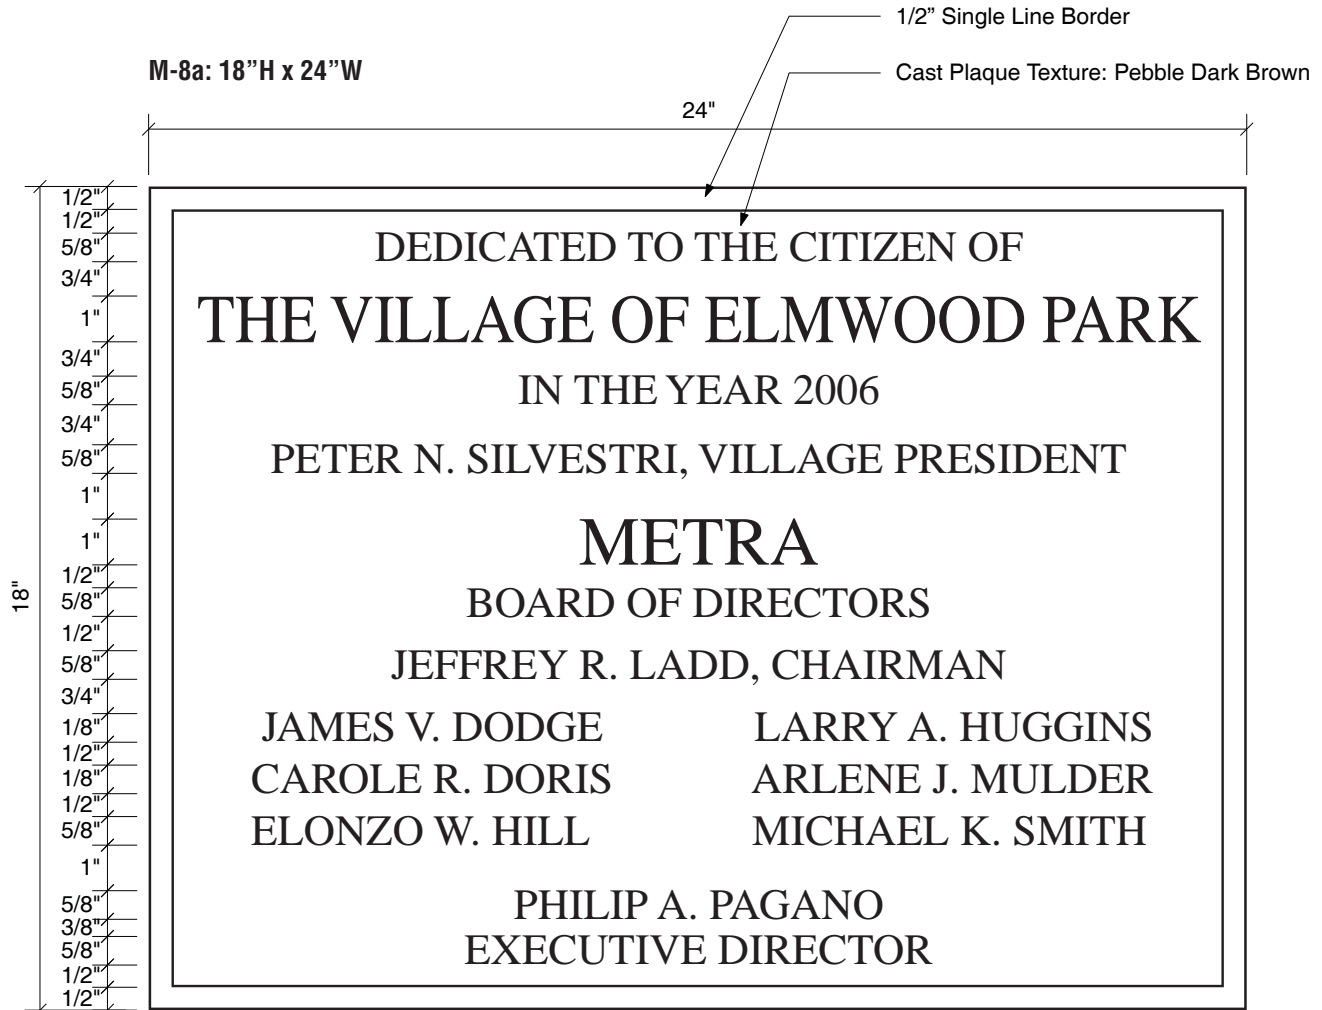 1/2” Single Line Border
M-8a: 18”H x 24”W
Cast Plaque Texture: Pebble Dark Brown
24"
1/2"
1/2"
5/8"
3/4"
1"
3/4"
5/8"
3/4"
5/8"
1"
1"
1/2"
5/8"
1/2"
5/8"
3/4"
1/8"
1/2"
1/8"
1/2"
5/8"
1"
5/8"
3/8"
5/8"
1/2"
1/2"
18"
DEDICATED TO THE CITIZEN OF
THE VILLAGE OF ELMWOOD PARK
IN THE YEAR 2006
PETER N. SILVESTRI, VILLAGE PRESIDENT
METRA
BOARD OF DIRECTORS
JEFFREY R. LADD, CHAIRMAN
JAMES V. DODGE
CAROLE R. DORIS
ELONZO W. HILL
LARRY A. HUGGINS
ARLENE J. MULDER
MICHAEL K. SMITH
PHILIP A. PAGANO
EXECUTIVE DIRECTOR